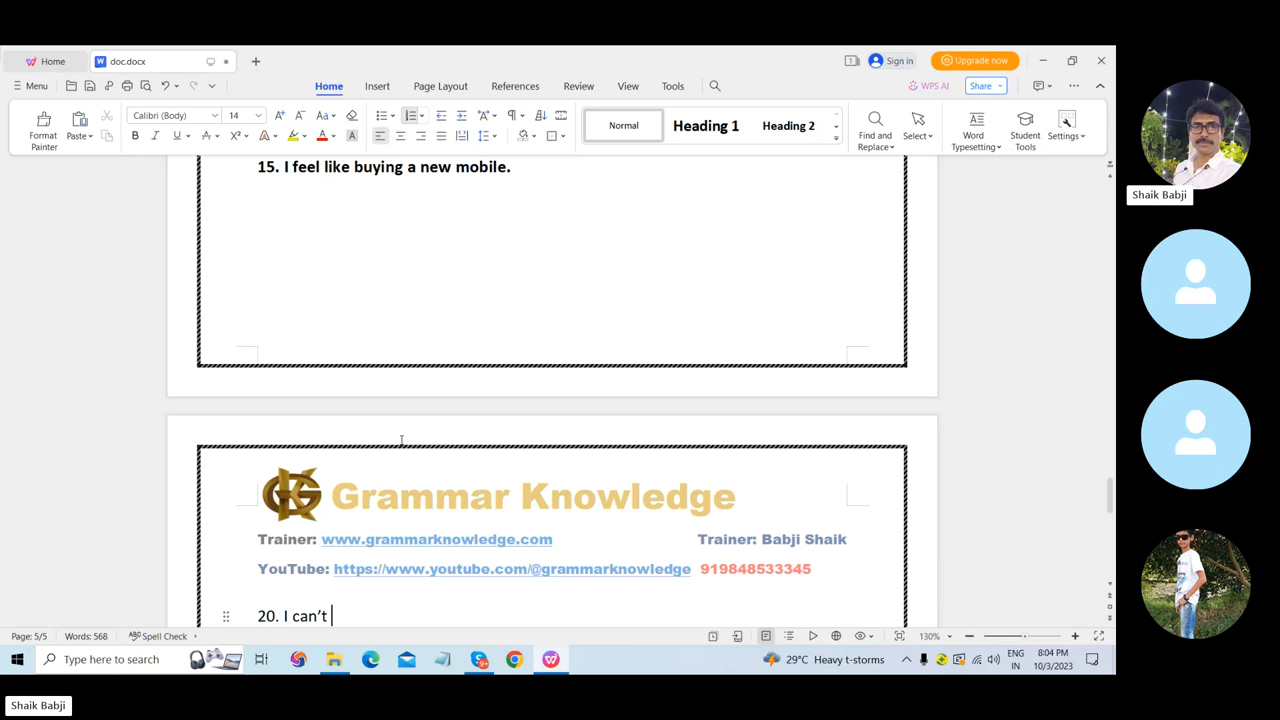 Home
doc.docx
Sign in
Upgrade now
Menu
Home
Insert
Page Layout
References
Review
View
Tools
WPS AI
Share
Format Painter
Paste
Calibri (Body)
14
Normal
Heading 1
Heading 2
Find and Replace
Select
Word Typesetting
Student Tools
Settings
15. I feel like buying a new mobile.
GK Grammar Knowledge
Trainer: www.grammarknowledge.com Trainer: Babji Shaik
YouTube: https://www.youtube.com/@grammarknowledge 919848533345
20. I can’t
Page: 5/5
Words: 568
Spell Check
130%
Type here to search
29°C Heavy t-storms
ENG
IN
8:04 PM
10/3/2023
Shaik Babji
Shaik Babji